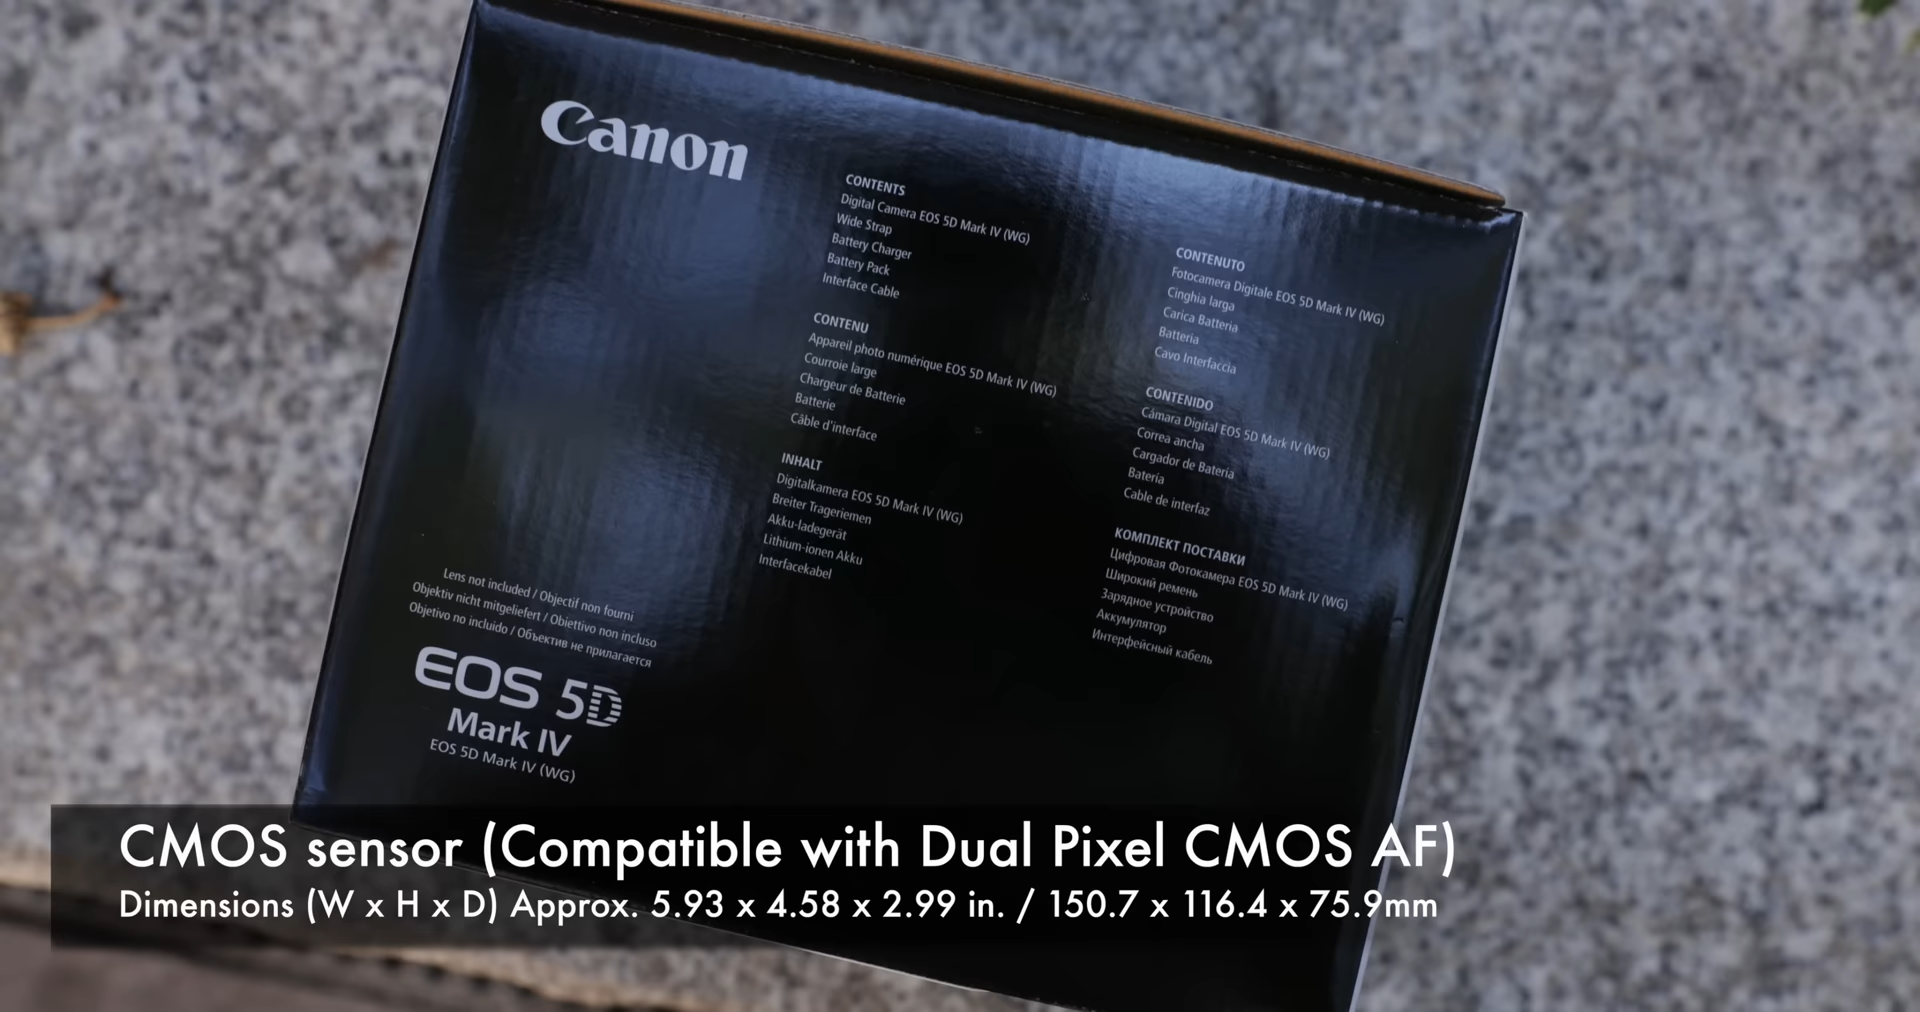 Canon
CONTENTS
Digital Camera EOS 5D Mark IV (WG)
Wide Strap
Battery Charger
Battery Pack
Interface Cable
CONTENU
Appareil photo numérique EOS 5D Mark IV (WG)
Courroie large
Chargeur de Batterie
Batterie
Câble d'interface
INHALT
Digitalkamera EOS 5D Mark IV (WG)
Breiter Trageriemen
Akku-ladegerät
Lithium-ionen Akku
Interfacekabel
CONTENUTO
Fotocamera Digitale EOS 5D Mark IV (WG)
Cinghia larga
Carica Batteria
Batteria
Cavo Interfaccia
CONTENIDO
Cámara Digital EOS 5D Mark IV (WG)
Correa ancha
Cargador de Batería
Batería
Cable de interfaz
КОМПЛЕКТ ПОСТАВКИ
Цифровая Фотокамера EOS 5D Mark IV (WG)
Широкий ремень
Зарядное устройство
Аккумулятор
Интерфейсный кабель
Lens not included / Objectif non fourni
Objektiv nicht mitgeliefert / Obiettivo non incluso
Objetivo no incluido / Объектив не прилагается
EOS 5D
Mark IV
EOS 5D Mark IV (WG)
CMOS sensor (Compatible with Dual Pixel CMOS AF)
Dimensions (W x H x D) Approx. 5.93 x 4.58 x 2.99 in. / 150.7 x 116.4 x 75.9mm